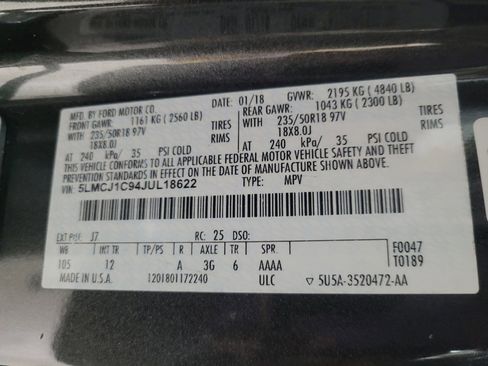 MFD. BY FORD MOTOR CO. 01/18 GVWR: 2195 KG ( 4840 LB)
FRONT GAWR: 1161 KG ( 2560 LB) REAR GAWR: 1043 KG ( 2300 LB)
WITH 235/50R18 97V TIRES WITH 235/50R18 97V TIRES
18X8.0J RIMS 18X8.0J RIMS
AT 240 kPa/ 35 PSI COLD AT 240 kPa/ 35 PSI COLD
THIS VEHICLE CONFORMS TO ALL APPLICABLE FEDERAL MOTOR VEHICLE SAFETY AND THEFT
PREVENTION STANDARDS IN EFFECT ON THE DATE OF MANUFACTURE SHOWN ABOVE.
VIN: 5LMCJ1C94JUL18622 TYPE: MPV
EXT PNT: J7 RC: 25 DSO:
WB INT TR TP/PS R AXLE TR SPR. F0047
105 12 A 3G 6 AAAA T0189
MADE IN U.S.A. 1201801172240 ULC ▽ 5U5A-3520472-AA